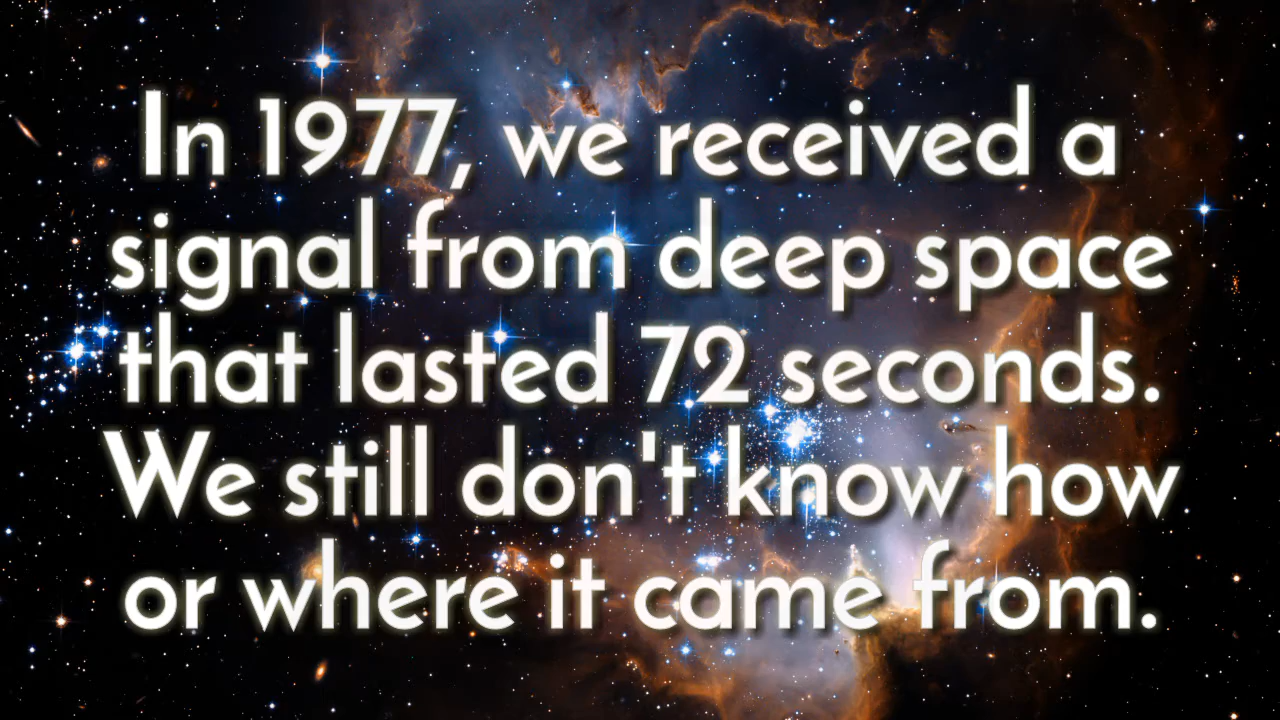 In 1977, we received a
signal from deep space
that lasted 72 seconds.
We still don't know how
or where it came from.